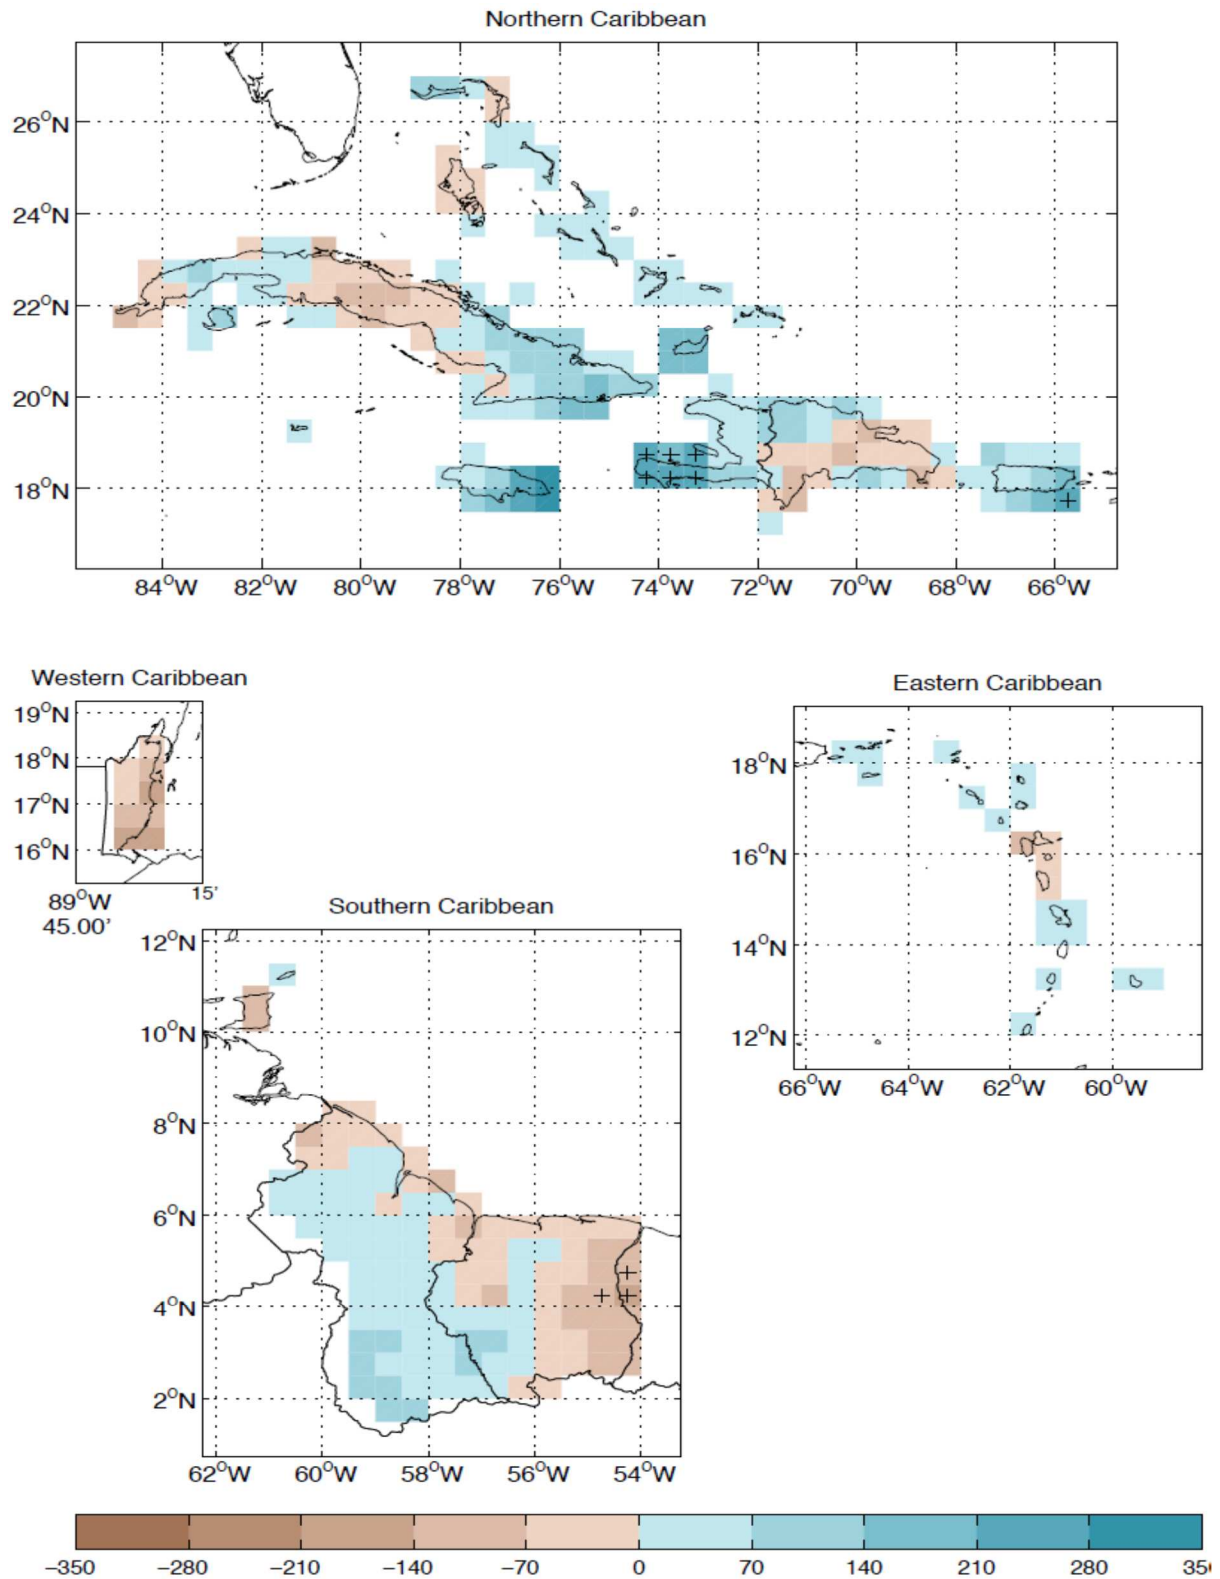 Northern Caribbean
26°N
24°N
22°N
20°N
18°N
84°W 82°W 80°W 78°W 76°W 74°W 72°W 70°W 68°W 66°W
Western Caribbean
19°N
18°N
17°N
16°N
89°W 15'
45.00'
Eastern Caribbean
18°N
16°N
14°N
12°N
66°W 64°W 62°W 60°W
Southern Caribbean
12°N
10°N
8°N
6°N
4°N
2°N
62°W 60°W 58°W 56°W 54°W
−350 −280 −210 −140 −70 0 70 140 210 280